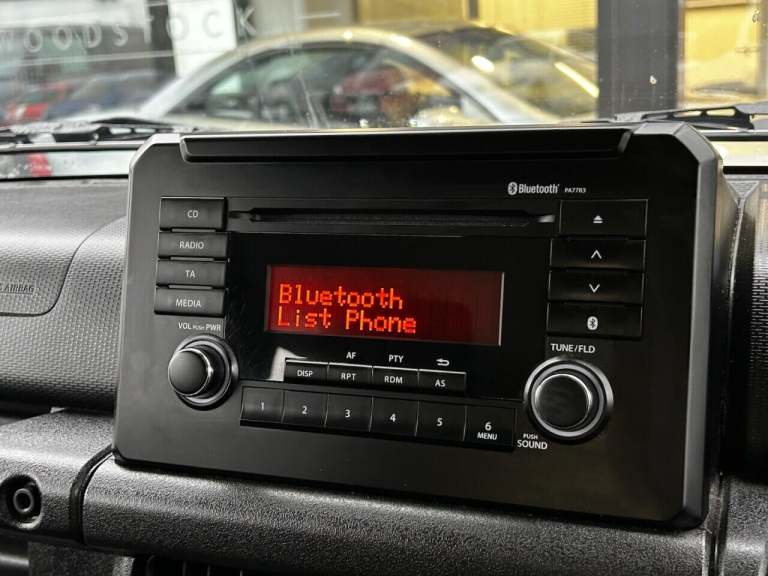 WOODSTOCK
Bluetooth PA77R3
CD
RADIO
TA
MEDIA
AIRBAG
Bluetooth
List Phone
VOL PUSH PWR
TUNE/FLD
AF PTY
DISP RPT RDM AS
1 2 3 4 5 6
MENU
PUSH
SOUND